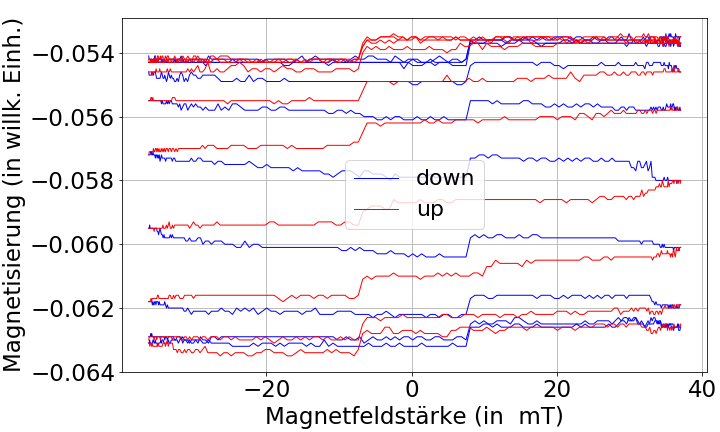 Magnetisierung (in willk. Einh.)
−0.054
−0.056
−0.058
−0.060
−0.062
−0.064
down
up
−20
0
20
40
Magnetfeldstärke (in  mT)